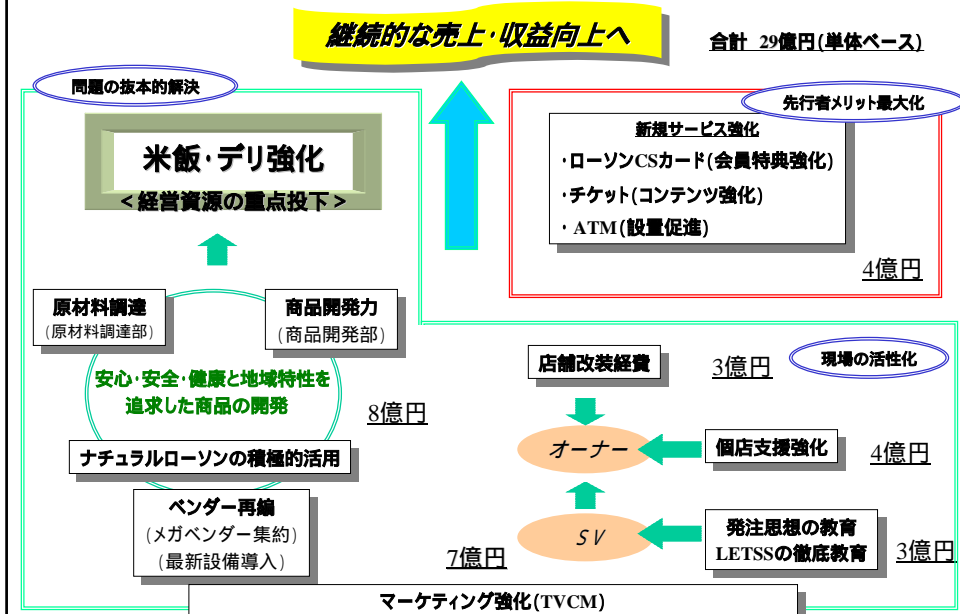 継続的な売上・収益向上へ
合計 29億円(単体ベース)
問題の抜本的解決
米飯・デリ強化
<経営資源の重点投下>
先行者メリット最大化
新規サービス強化
・ローソンCSカード(会員特典強化)
・チケット(コンテンツ強化)
・ATM(設置促進)
4億円
原材料調達
(原材料調達部)
商品開発力
(商品開発部)
安心・安全・健康と地域特性を
追求した商品の開発
8億円
ナチュラルローソンの積極的活用
ベンダー再編
(メガベンダー集約)
(最新設備導入)
現場の活性化
店舗改装経費
3億円
オーナー
個店支援強化
4億円
SV
発注思想の教育
LETSSの徹底教育
3億円
7億円
マーケティング強化(TVCM)